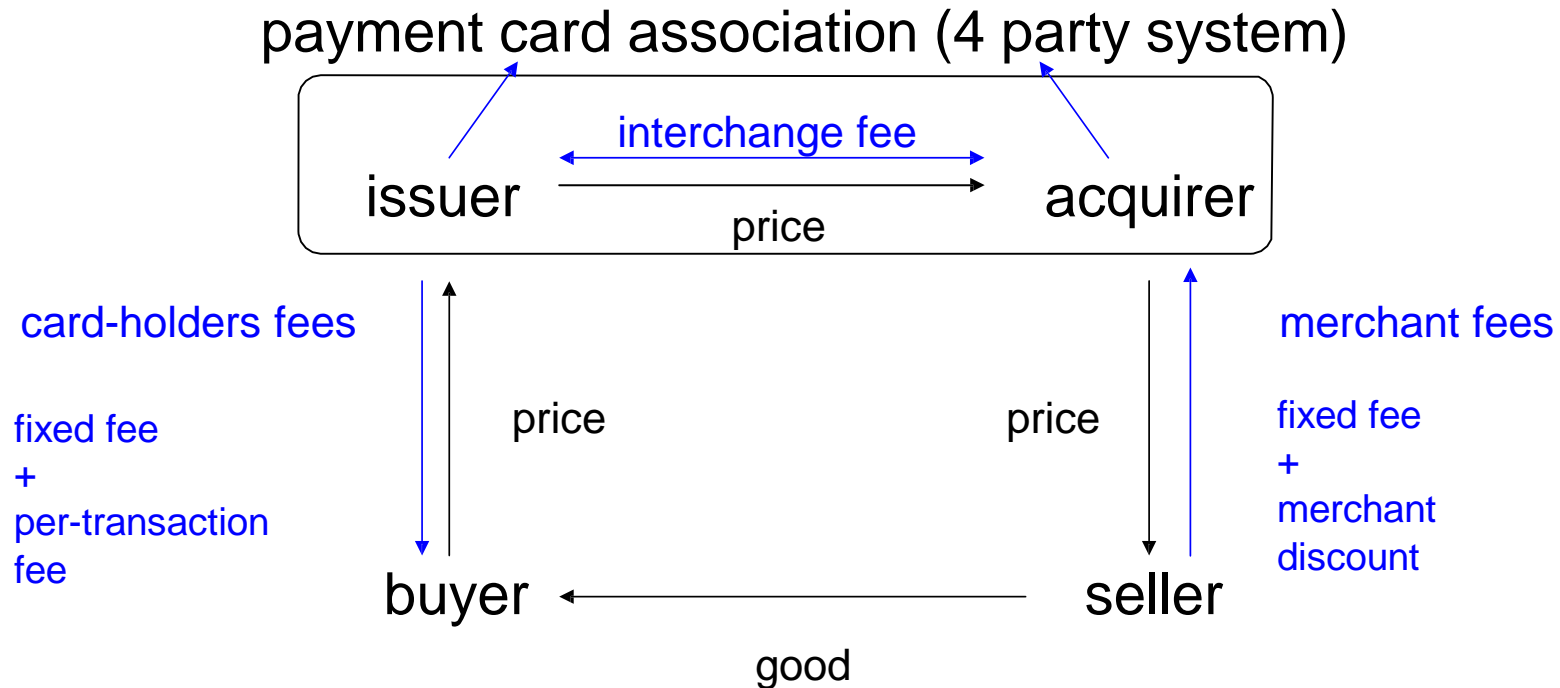 payment card association (4 party system)
interchange fee
issuer
acquirer
price
card-holders fees
merchant fees
price
price
fixed fee
+
per-transaction
fee
fixed fee
+
merchant
discount
buyer
seller
good